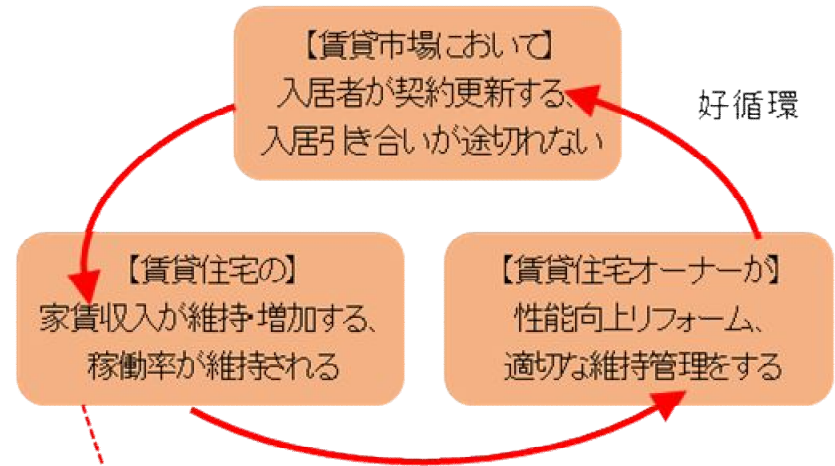 【賃貸市場において】
入居者が契約更新する、
入居引き合いが途切れない
好循環
【賃貸住宅の】
家賃収入が維持・増加する、
稼働率が維持される
【賃貸住宅オーナーが】
性能向上リフォーム、
適切な維持管理をする